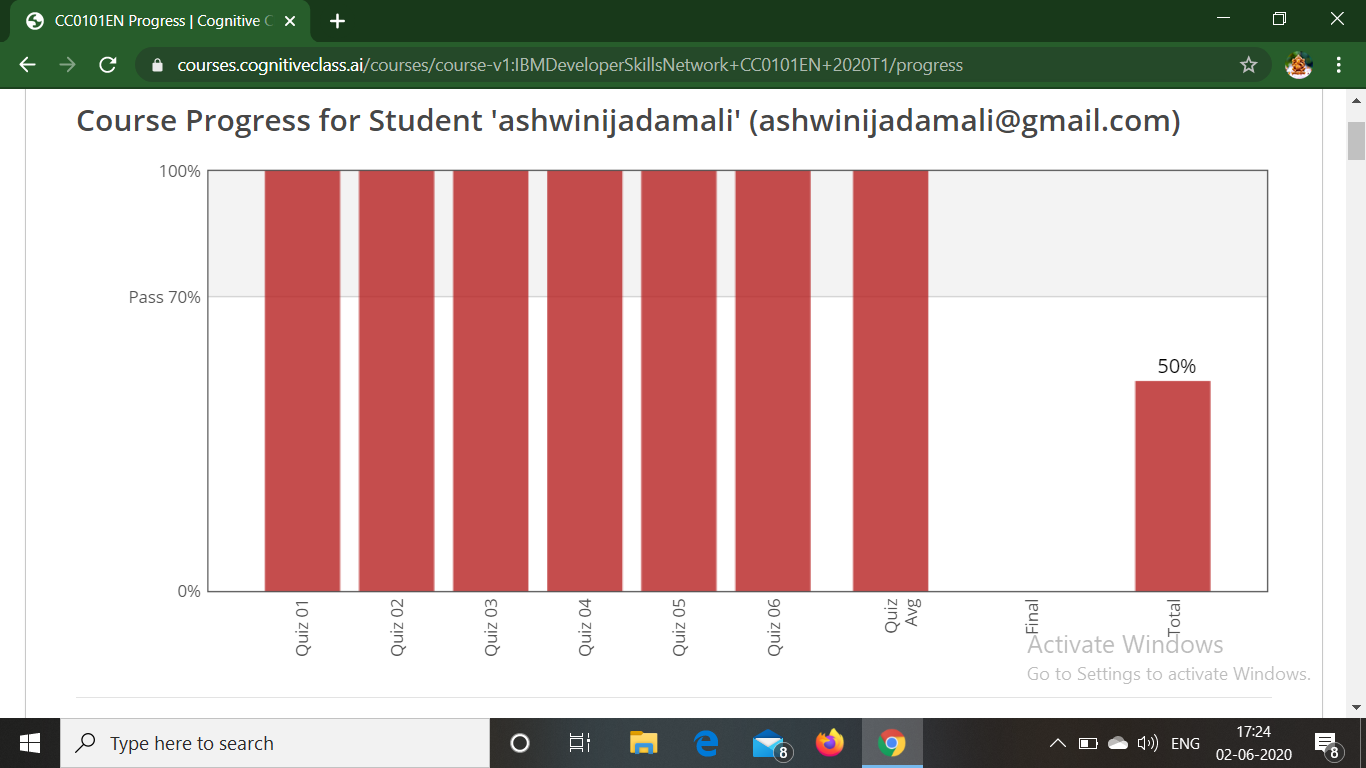 CC0101EN Progress | Cognitive C
courses.cognitiveclass.ai/courses/course-v1:IBMDeveloperSkillsNetwork+CC0101EN+2020T1/progress
Course Progress for Student 'ashwinijadamali' (ashwinijadamali@gmail.com)
100%
Pass 70%
50%
0%
Quiz 01
Quiz 02
Quiz 03
Quiz 04
Quiz 05
Quiz 06
Quiz
Avg
Final
Total
Activate Windows
Go to Settings to activate Windows.
Type here to search
8
ENG
17:24
02-06-2020
8